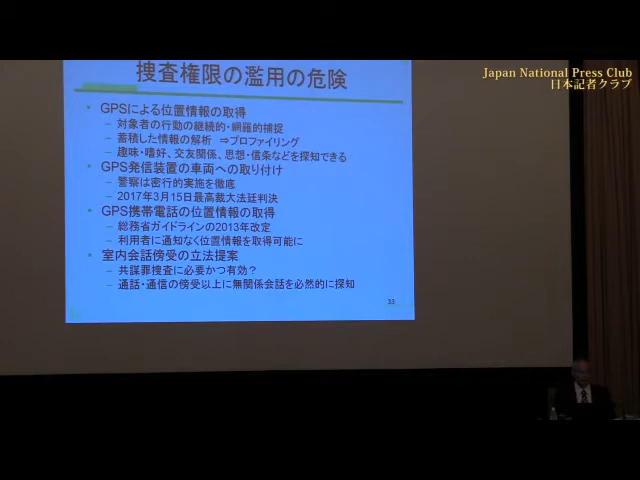 Japan National Press Club
日本記者クラブ
捜査権限の濫用の危険
・ GPSによる位置情報の取得
– 対象者の行動の継続的・網羅的捕捉
– 蓄積した情報の解析 ⇒プロファイリング
– 趣味・嗜好、交友関係、思想・信条などを探知できる
・ GPS発信装置の車両への取り付け
– 警察は密行的実施を徹底
– 2017年3月15日最高裁大法廷判決
・ GPS携帯電話の位置情報の取得
– 総務省ガイドラインの2013年改定
– 利用者に通知なく位置情報を取得可能に
・ 室内会話傍受の立法提案
– 共謀罪捜査に必要かつ有効？
– 通話・通信の傍受以上に無関係会話を必然的に探知
33